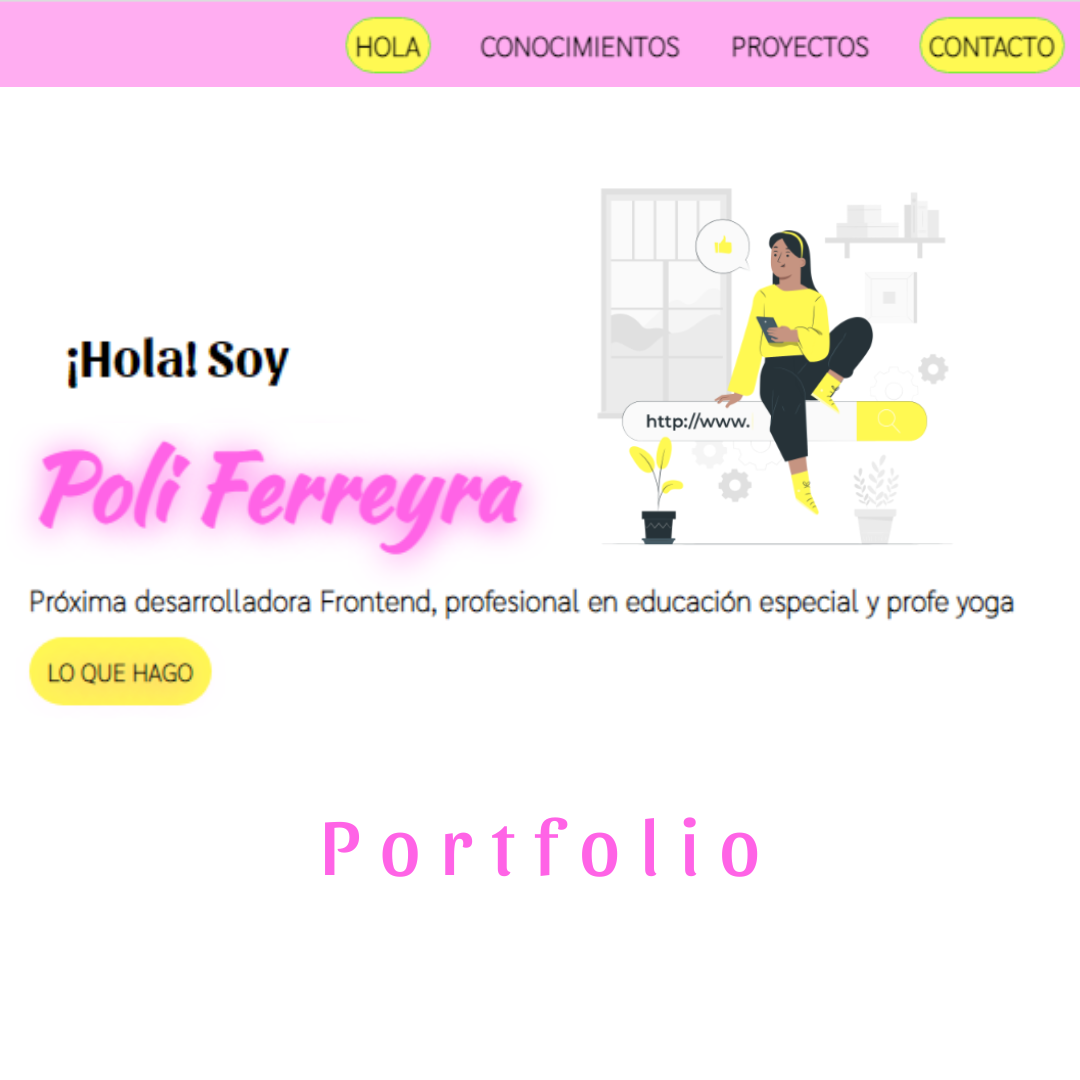 HOLA CONOCIMIENTOS PROYECTOS CONTACTO
¡Hola! Soy
Poli Ferreyra
http://www.
Próxima desarrolladora Frontend, profesional en educación especial y profe yoga
LO QUE HAGO
Portfolio